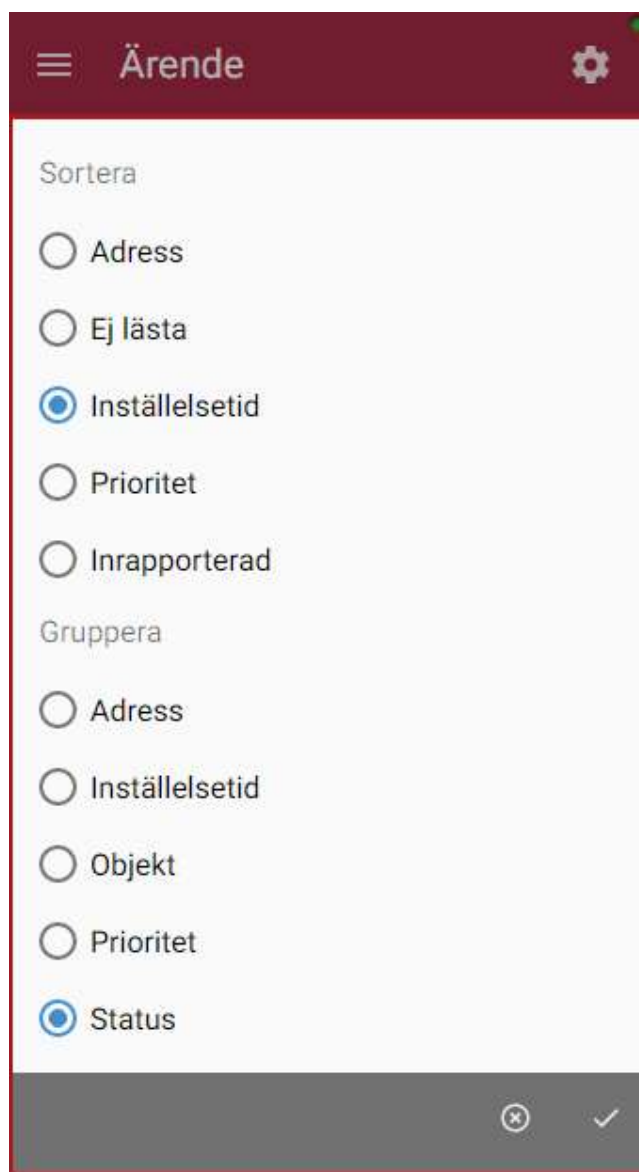 Ärende
Sortera
Adress
Ej lästa
Inställelsetid
Prioritet
Inrapporterad
Gruppera
Adress
Inställelsetid
Objekt
Prioritet
Status